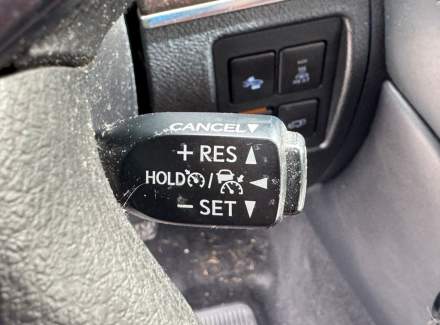 CANCEL▼
+ RES ▲
HOLD / ◄
− SET ▼